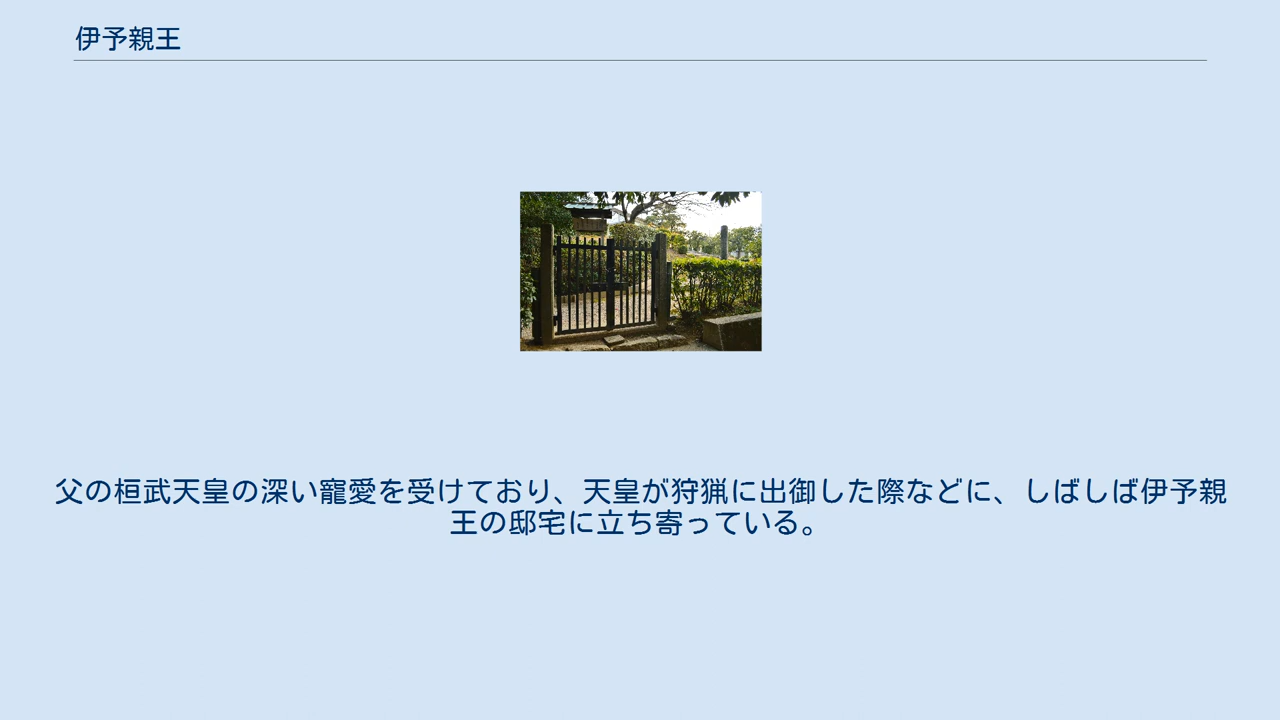 伊予親王
父の桓武天皇の深い寵愛を受けており、天皇が狩猟に出御した際などに、しばしば伊予親
王の邸宅に立ち寄っている。